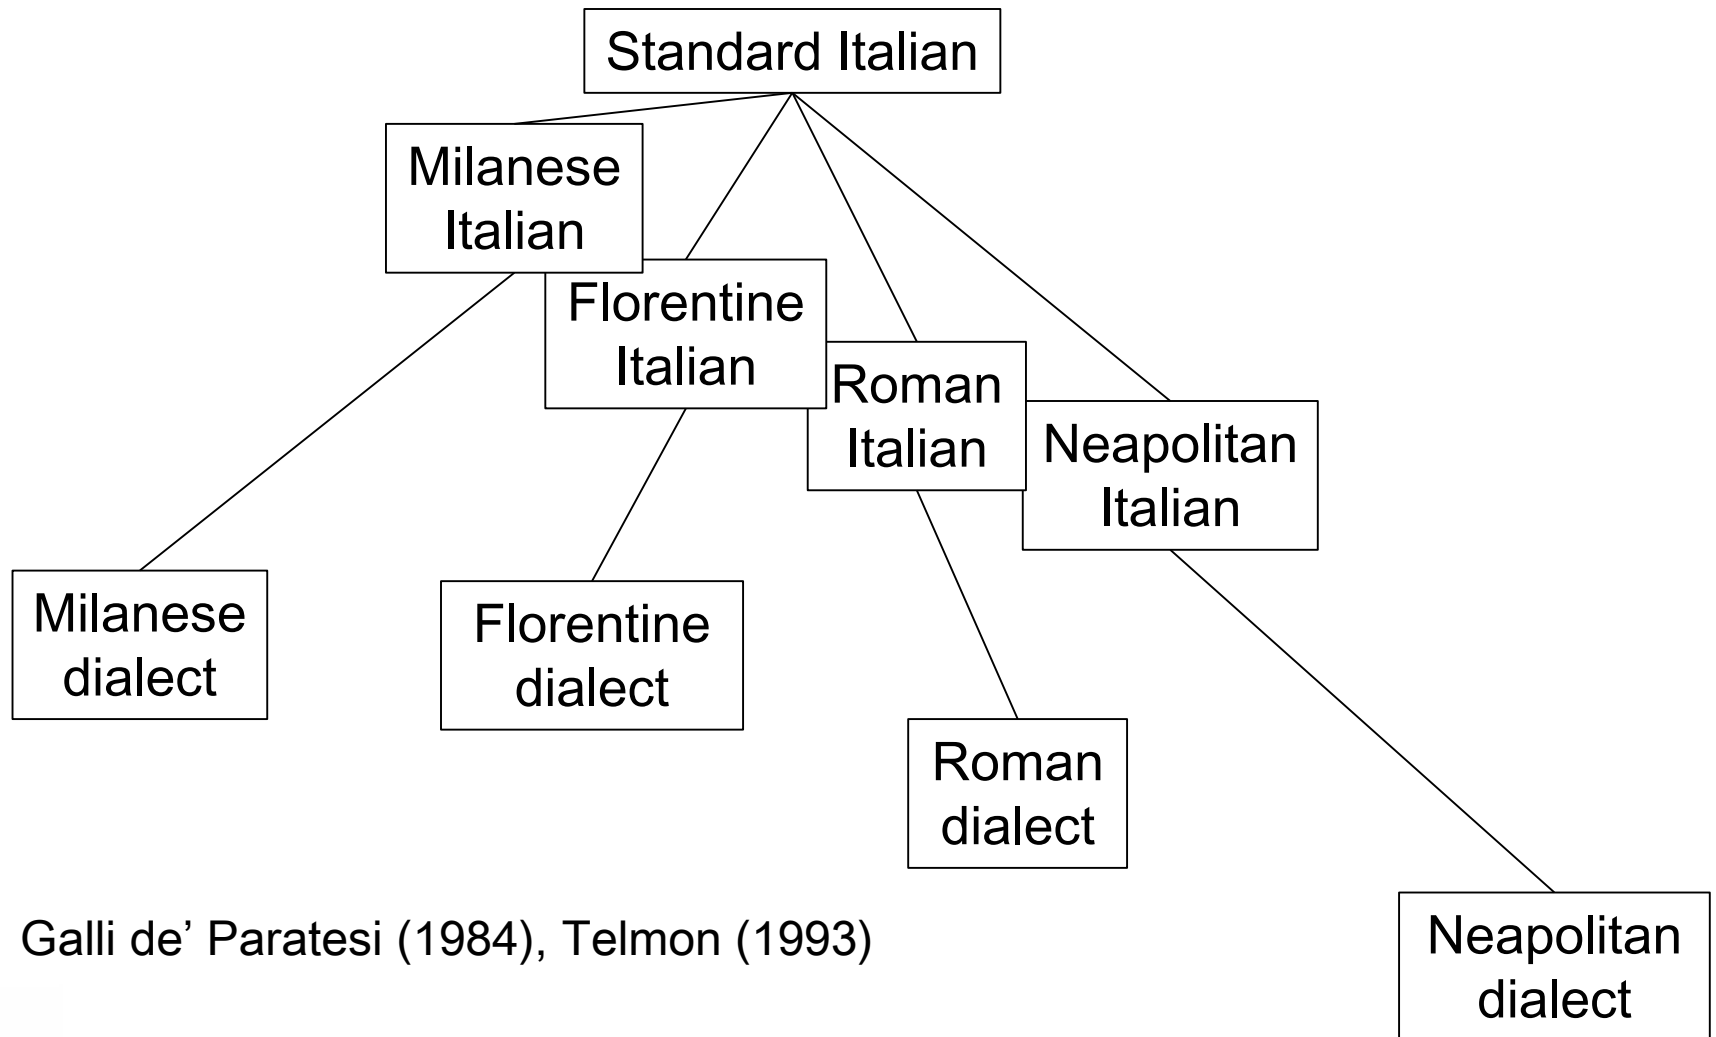 Standard Italian
Milanese
Italian
Florentine
Italian
Roman
Italian
Neapolitan
Italian
Milanese
dialect
Florentine
dialect
Roman
dialect
Neapolitan
dialect
Galli de’ Paratesi (1984), Telmon (1993)